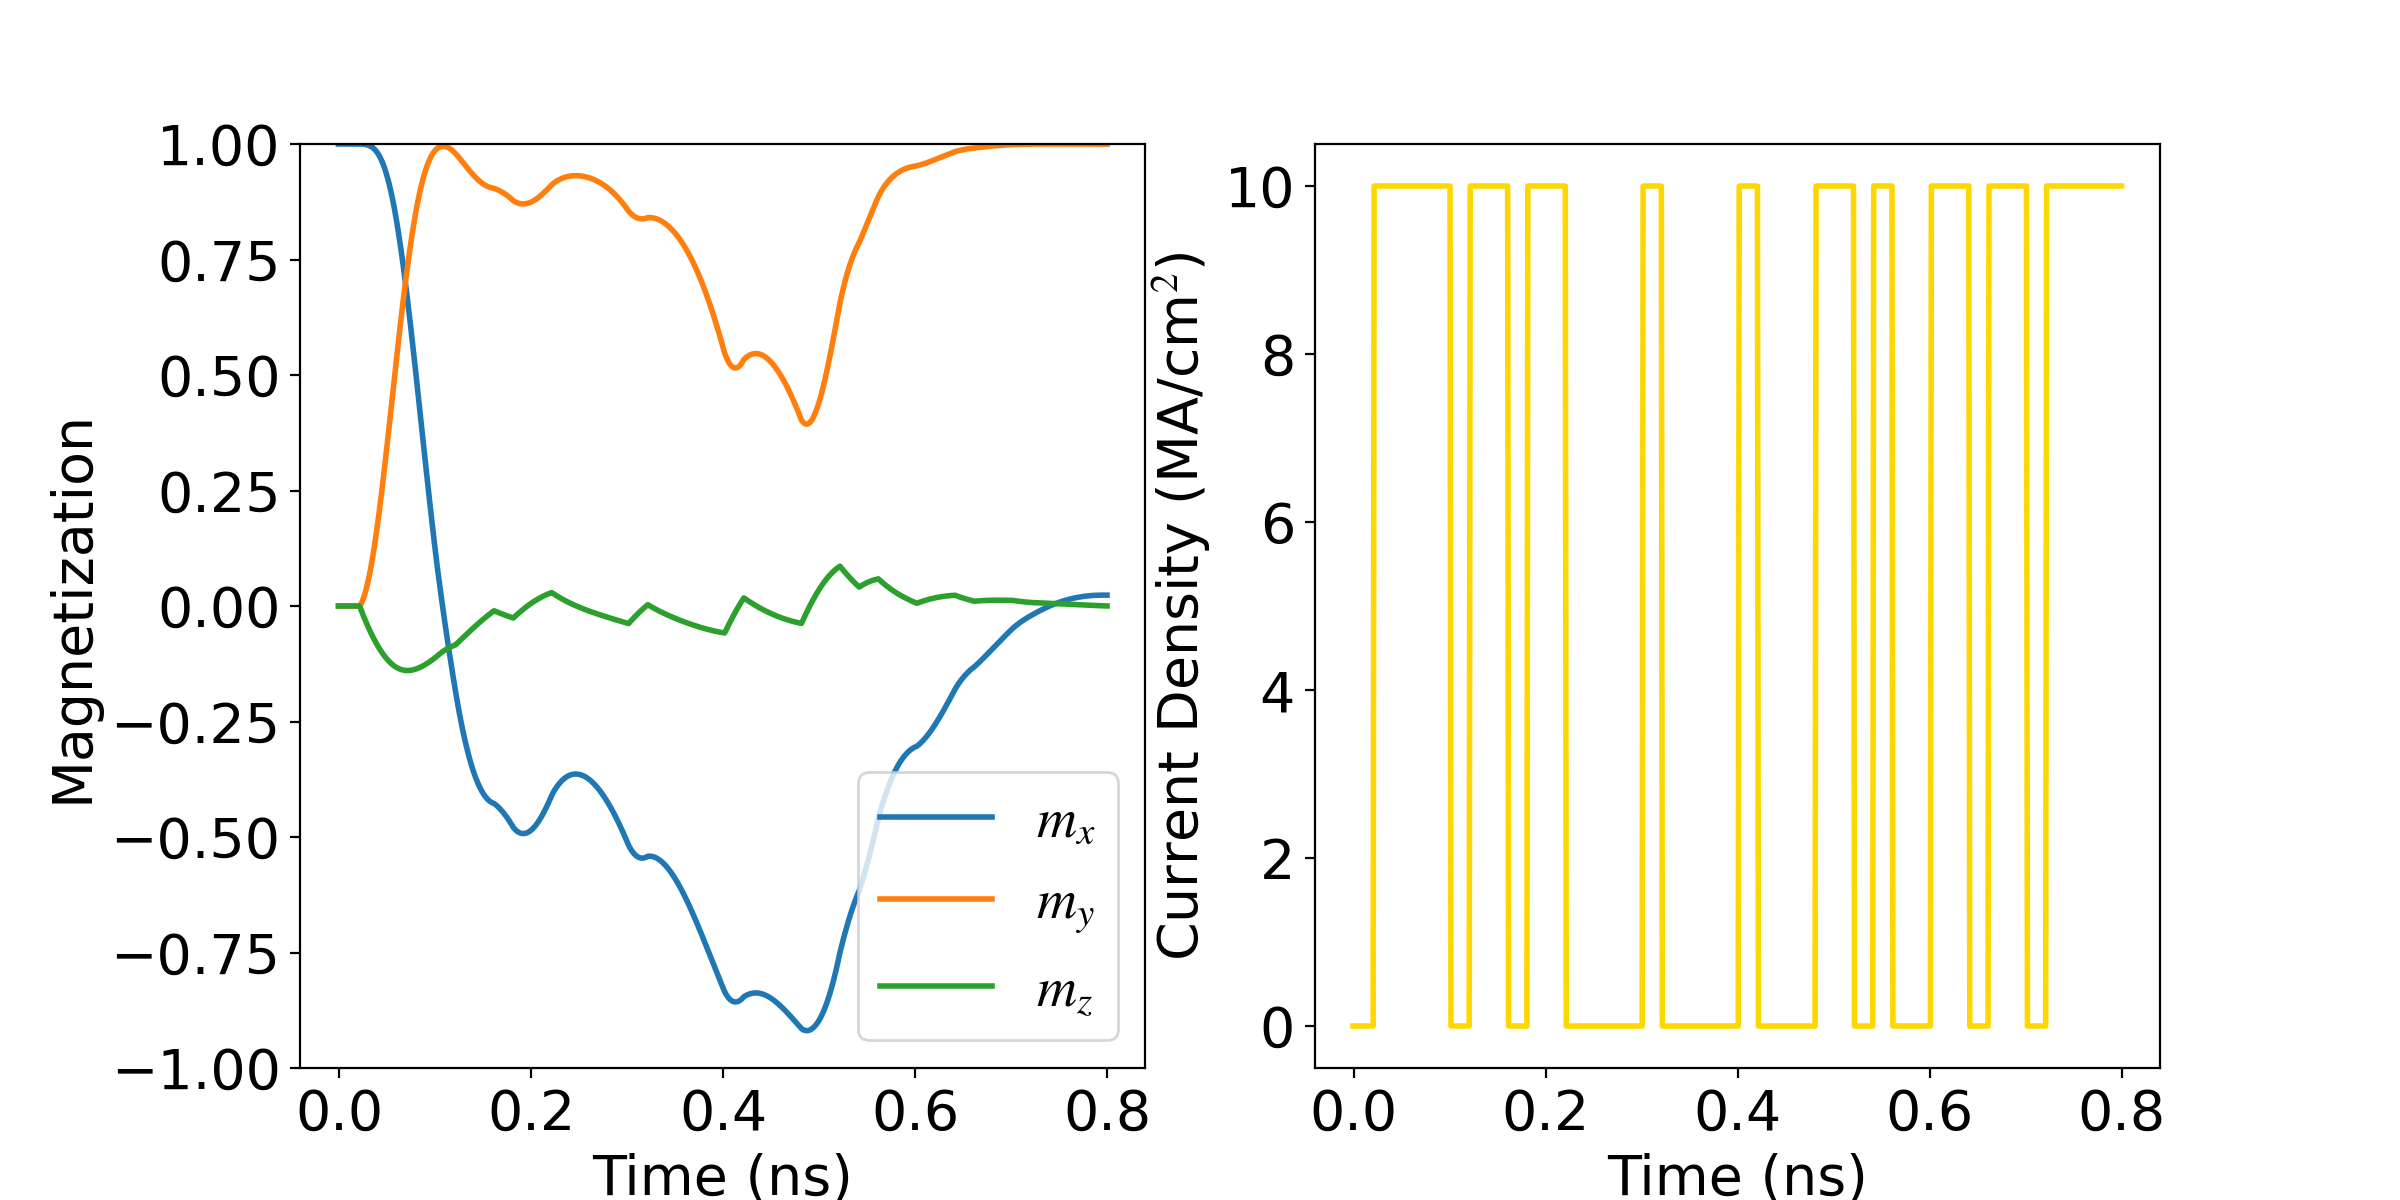 Magnetization
1.00
0.75
0.50
0.25
0.00
−0.25
−0.50
−0.75
−1.00
0.0 0.2 0.4 0.6 0.8
Time (ns)
m_x
m_y
m_z
Current Density (MA/cm²)
10
8
6
4
2
0
0.0 0.2 0.4 0.6 0.8
Time (ns)